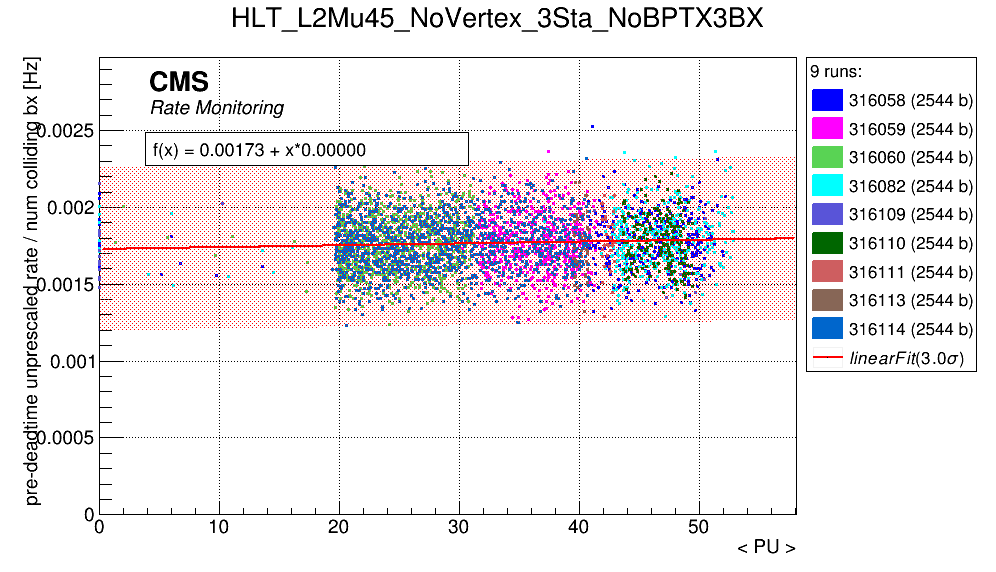 HLT_L2Mu45_NoVertex_3Sta_NoBPTX3BX
CMS
Rate Monitoring
f(x) = 0.00173 + x*0.00000
pre-deadtime unprescaled rate / num colliding bx [Hz]
0.0025
0.002
0.0015
0.001
0.0005
0
0 10 20 30 40 50
< PU >
9 runs:
316058 (2544 b)
316059 (2544 b)
316060 (2544 b)
316082 (2544 b)
316109 (2544 b)
316110 (2544 b)
316111 (2544 b)
316113 (2544 b)
316114 (2544 b)
linearFit(3.0σ)